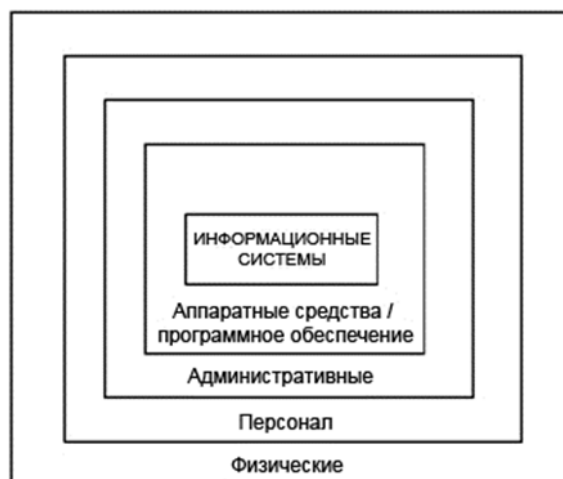 ИНФОРМАЦИОННЫЕ
СИСТЕМЫ
Аппаратные средства /
программное обеспечение
Административные
Персонал
Физические